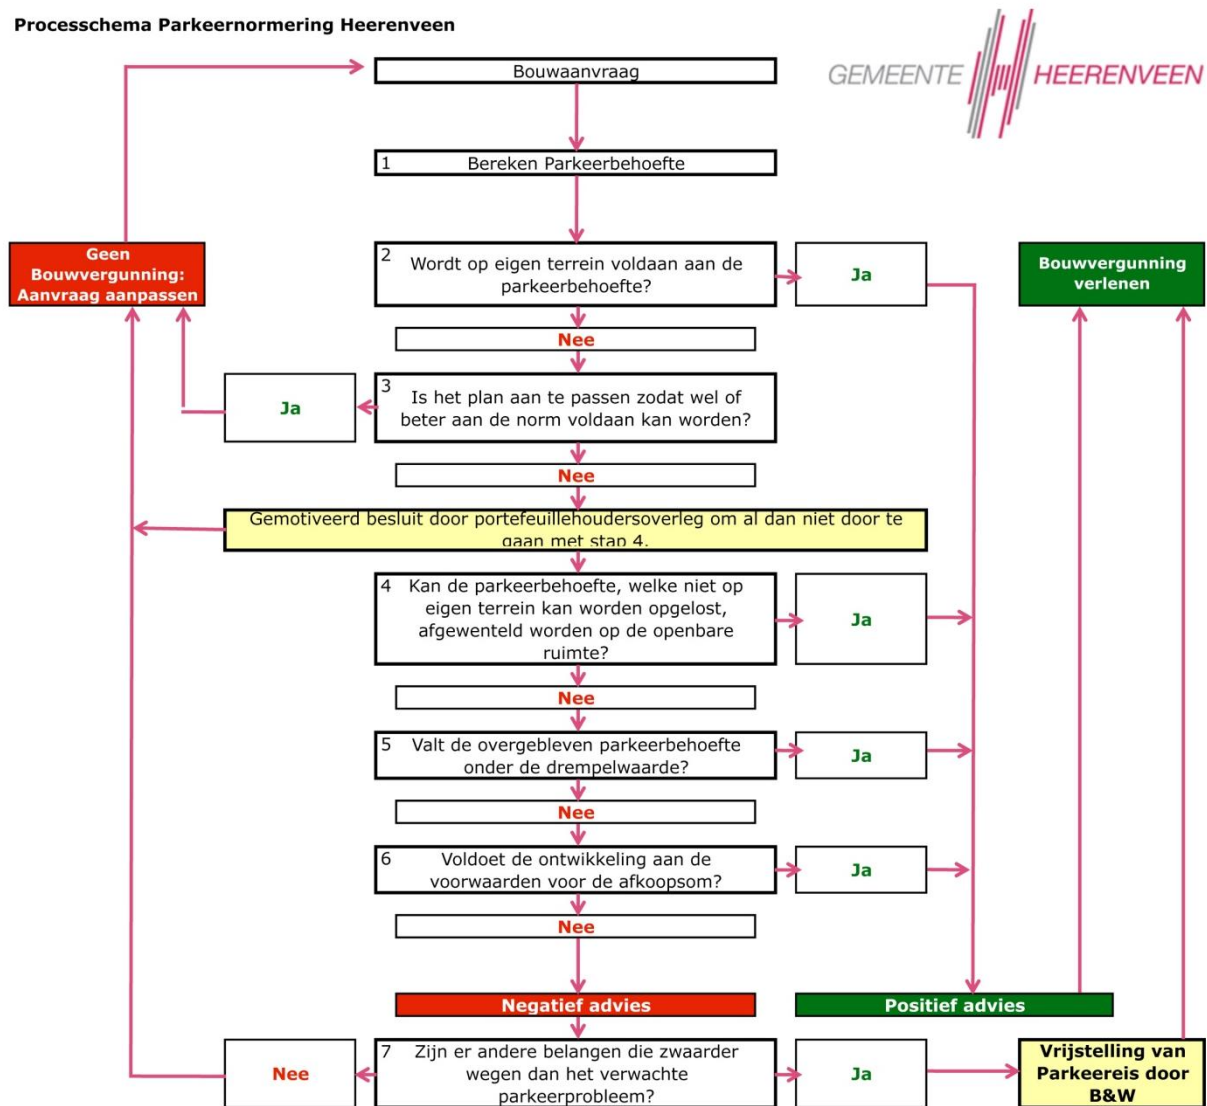 Processchema Parkeernormering Heerenveen
GEMEENTE HEERENVEEN
Bouwaanvraag
1 Bereken Parkeerbehoefte
Geen
Bouwvergunning:
Aanvraag aanpassen
2 Wordt op eigen terrein voldaan aan de
parkeerbehoefte?
Ja
Bouwvergunning
verlenen
Nee
Ja
3 Is het plan aan te passen zodat wel of
beter aan de norm voldaan kan worden?
Nee
Gemotiveerd besluit door portefeuillehoudersoverleg om al dan niet door te
gaan met stap 4.
4 Kan de parkeerbehoefte, welke niet op
eigen terrein kan worden opgelost,
afgewenteld worden op de openbare
ruimte?
Ja
Nee
5 Valt de overgebleven parkeerbehoefte
onder de drempelwaarde?
Ja
Nee
6 Voldoet de ontwikkeling aan de
voorwaarden voor de afkoopsom?
Ja
Nee
Negatief advies
Positief advies
Nee
7 Zijn er andere belangen die zwaarder
wegen dan het verwachte
parkeerprobleem?
Ja
Vrijstelling van
Parkeereis door
B&W